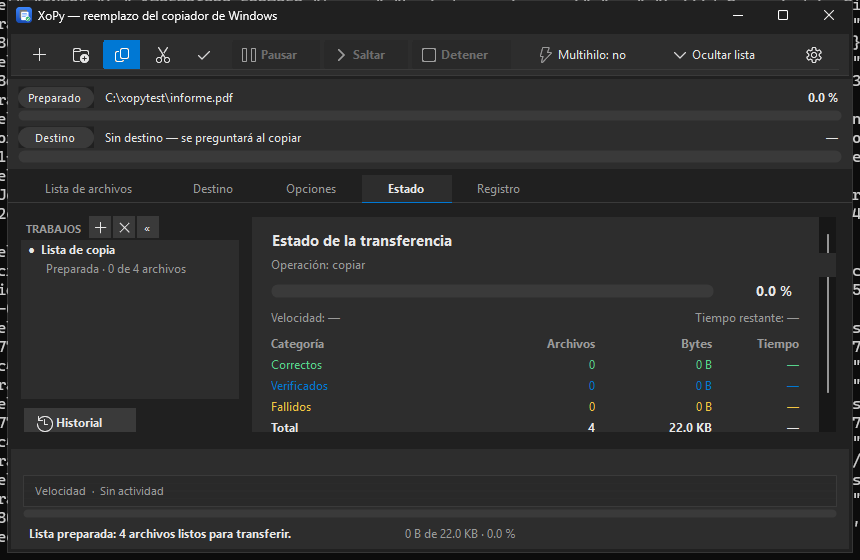 XoPy — reemplazo del copiador de Windows
Pausar Saltar Detener Multihilo: no Ocultar lista
Preparado C:\xopytest\informe.pdf 0.0 %
Destino Sin destino — se preguntará al copiar —
Lista de archivos Destino Opciones Estado Registro
TRABAJOS «
• Lista de copia
Preparada · 0 de 4 archivos
Historial
Estado de la transferencia
Operación: copiar
0.0 %
Velocidad: — Tiempo restante: —
Categoría Archivos Bytes Tiempo
Correctos 0 0 B —
Verificados 0 0 B —
Fallidos 0 0 B —
Total 4 22.0 KB —
Velocidad · Sin actividad
Lista preparada: 4 archivos listos para transferir. 0 B de 22.0 KB · 0.0 %